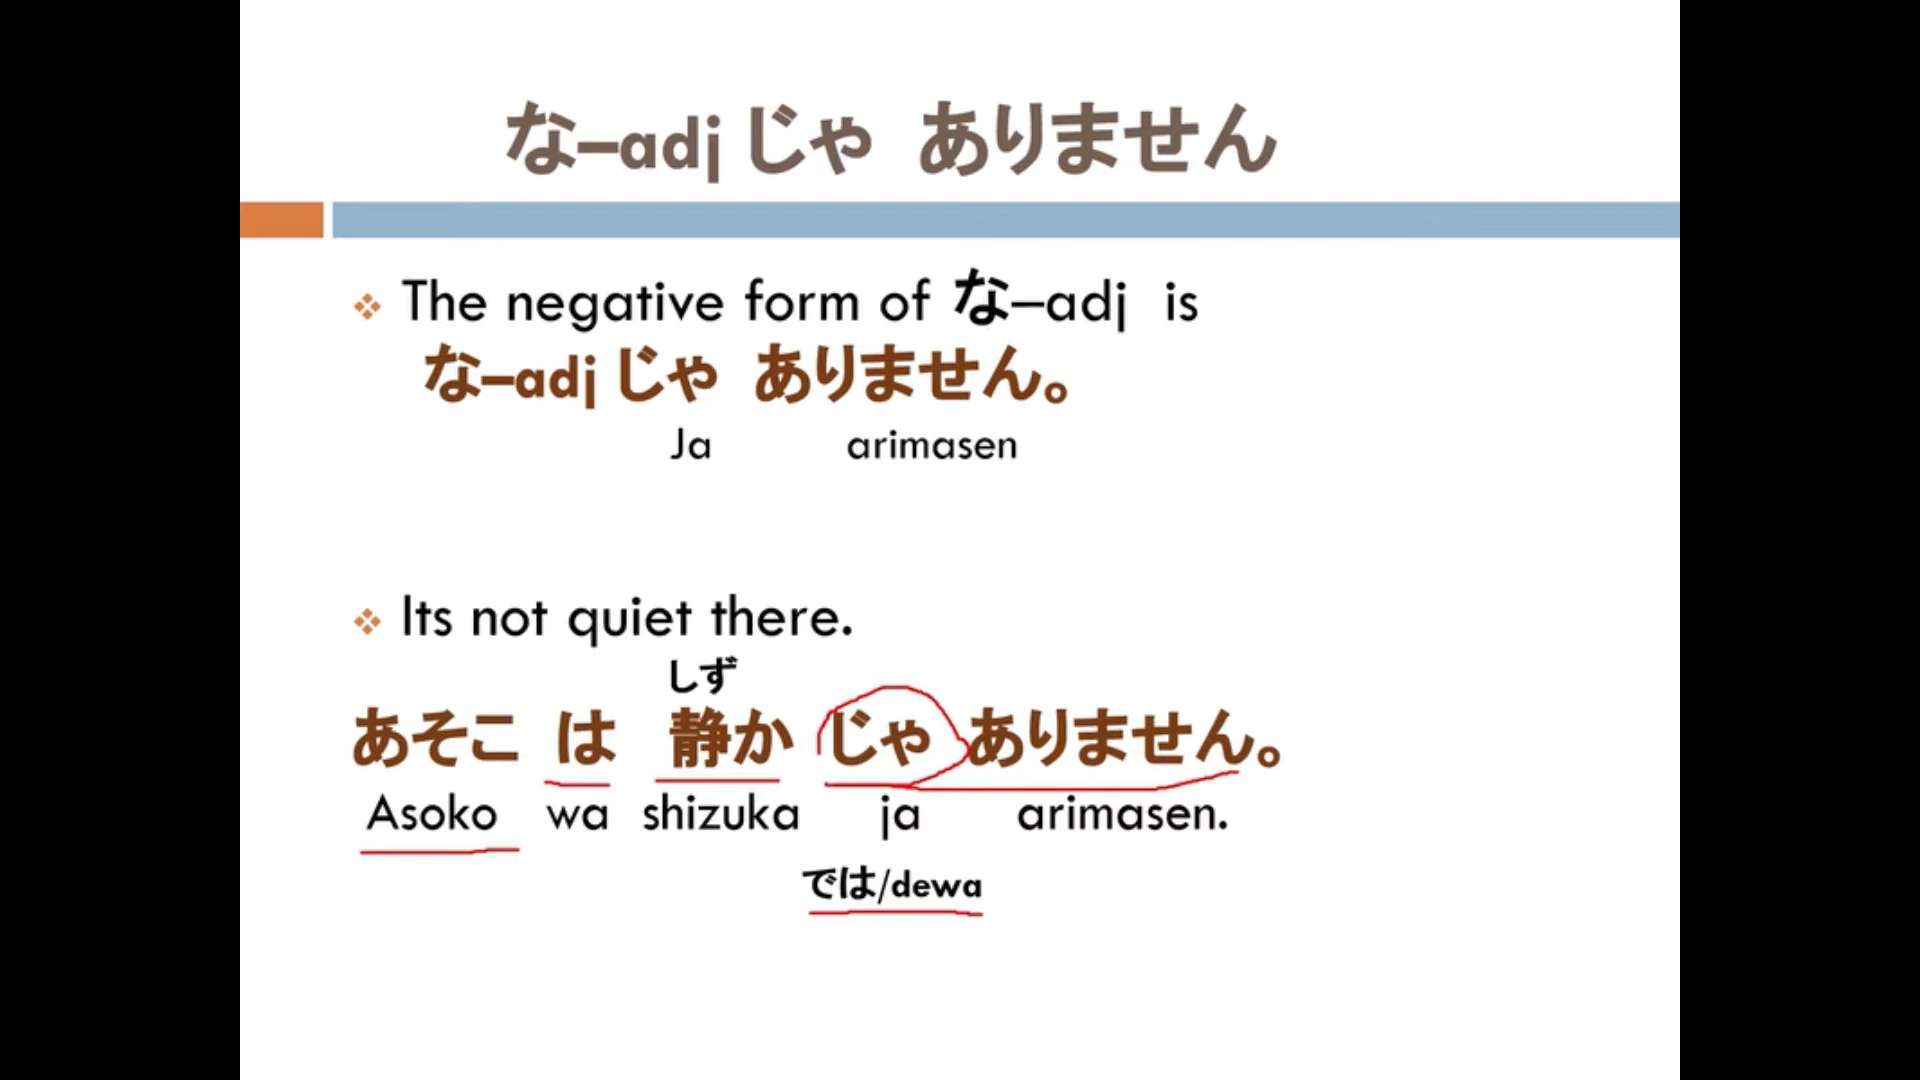 な–adj じゃ ありません
The negative form of な–adj is
な–adj じゃ ありません。
Ja arimasen
Its not quiet there.
しず
あそこ は 静か じゃ ありません。
Asoko wa shizuka ja arimasen.
では/dewa